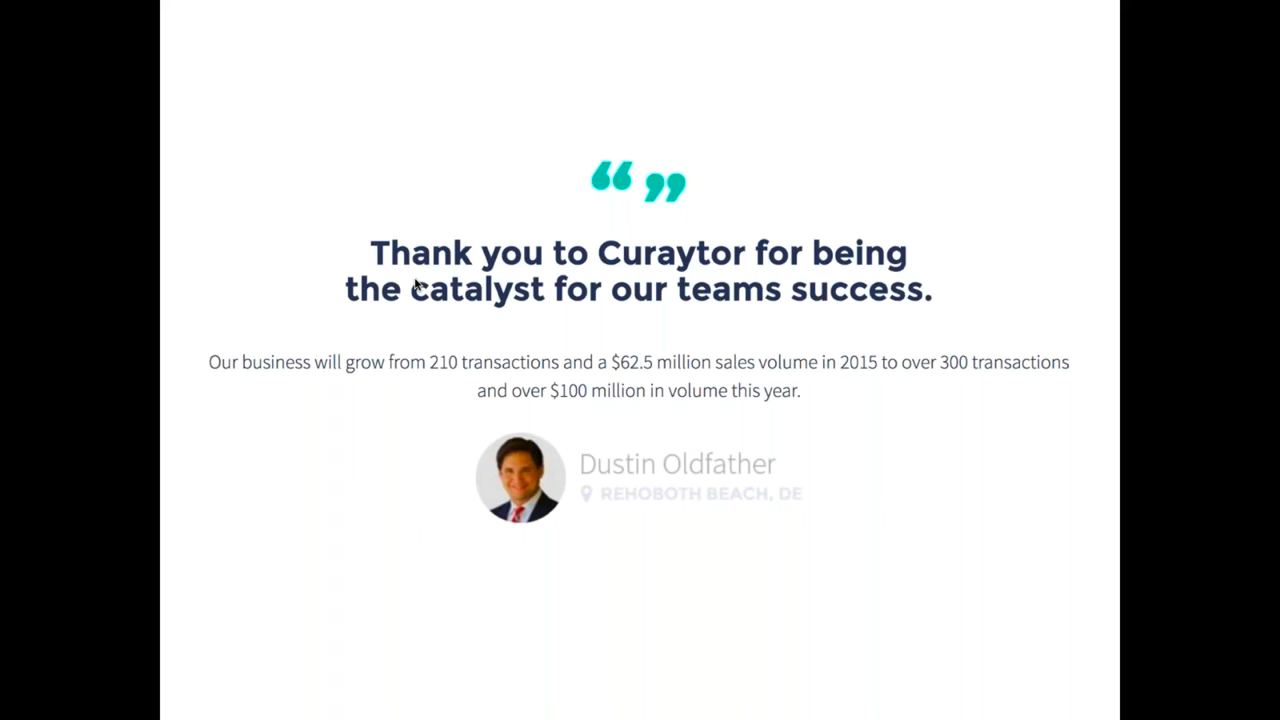 “ ”
Thank you to Curaytor for being
the catalyst for our teams success.
Our business will grow from 210 transactions and a $62.5 million sales volume in 2015 to over 300 transactions
and over $100 million in volume this year.
Dustin Oldfather
REHOBOTH BEACH, DE